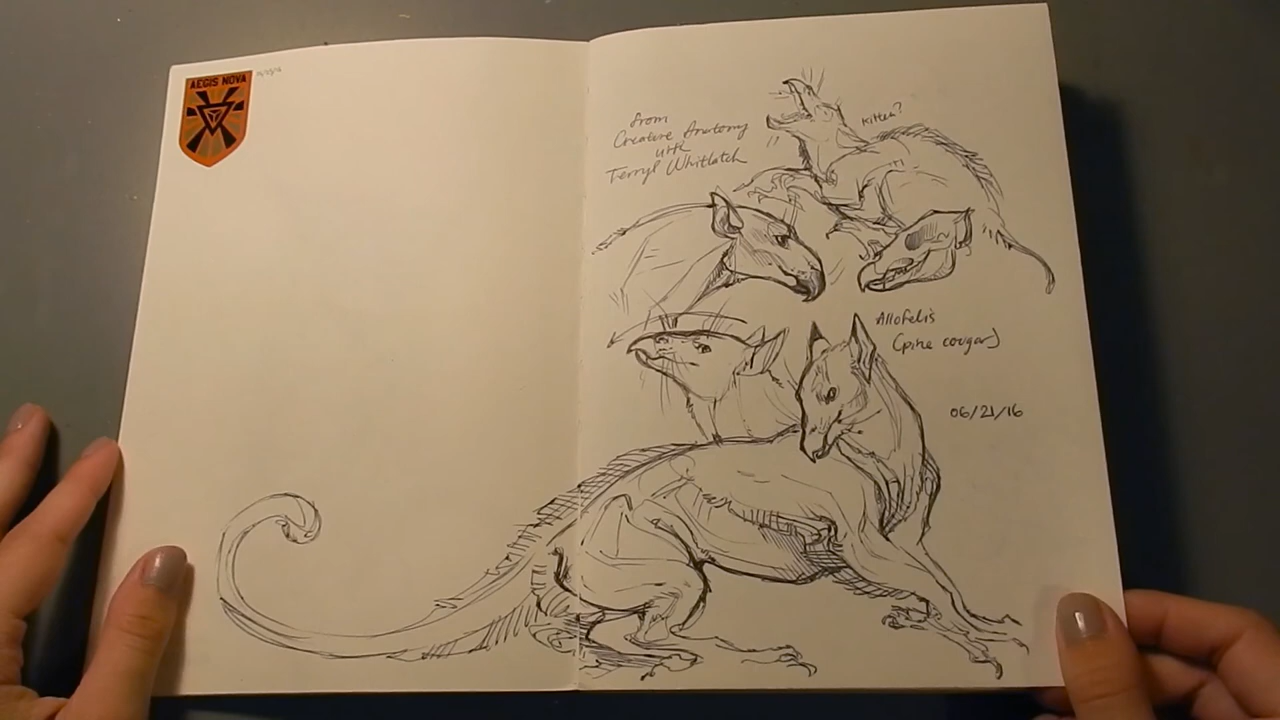 AEGIS NOVA
from
Creature Anatomy
with
Terryl Whitlatch
Kitten?
Allofelis
(pine cougar)
06/21/16